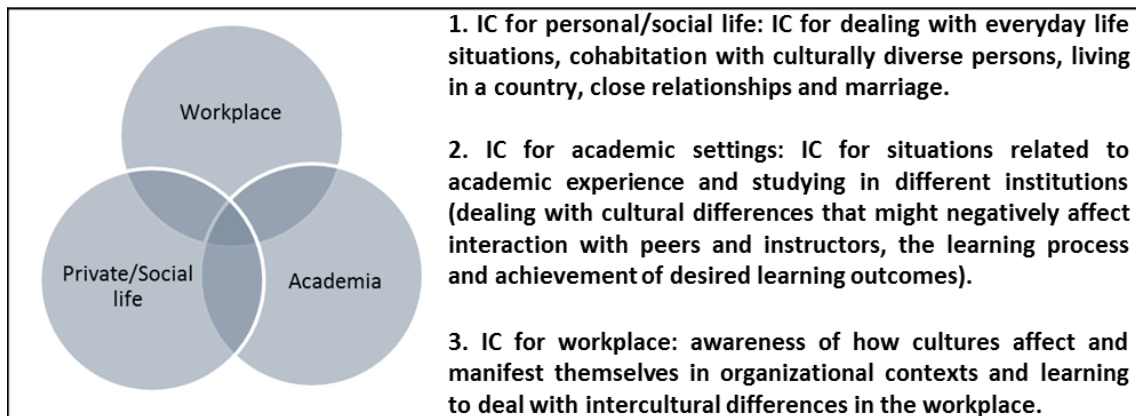 Workplace
Private/Social
life
Academia
1. IC for personal/social life: IC for dealing with everyday life
situations, cohabitation with culturally diverse persons, living
in a country, close relationships and marriage.
2. IC for academic settings: IC for situations related to
academic experience and studying in different institutions
(dealing with cultural differences that might negatively affect
interaction with peers and instructors, the learning process
and achievement of desired learning outcomes).
3. IC for workplace: awareness of how cultures affect and
manifest themselves in organizational contexts and learning
to deal with intercultural differences in the workplace.